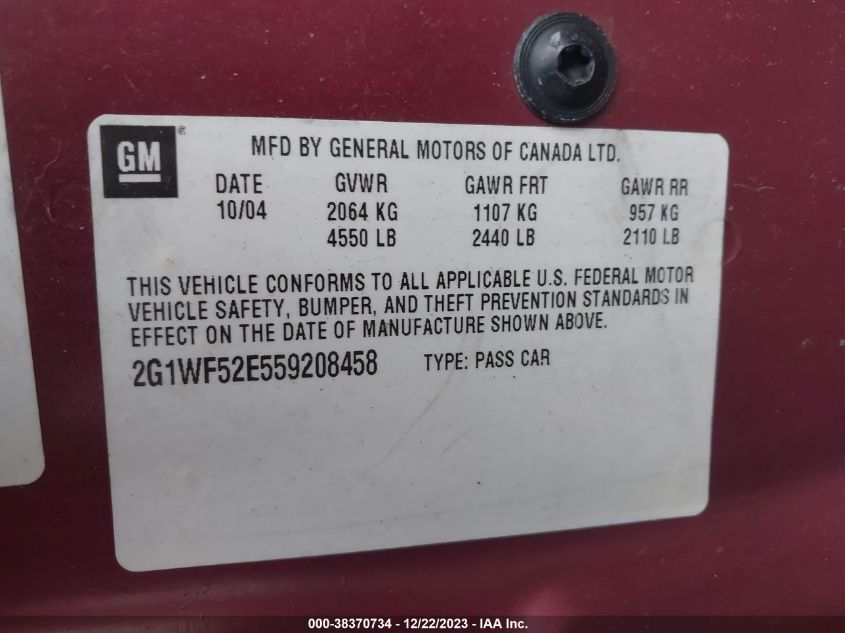 GM®
MFD BY GENERAL MOTORS OF CANADA LTD.
DATE GVWR GAWR FRT GAWR RR
10/04 2064 KG 1107 KG 957 KG
4550 LB 2440 LB 2110 LB
THIS VEHICLE CONFORMS TO ALL APPLICABLE U.S. FEDERAL MOTOR
VEHICLE SAFETY, BUMPER, AND THEFT PREVENTION STANDARDS IN
EFFECT ON THE DATE OF MANUFACTURE SHOWN ABOVE.
2G1WF52E559208458 TYPE: PASS CAR
000-38370734 - 12/22/2023 - IAA Inc.